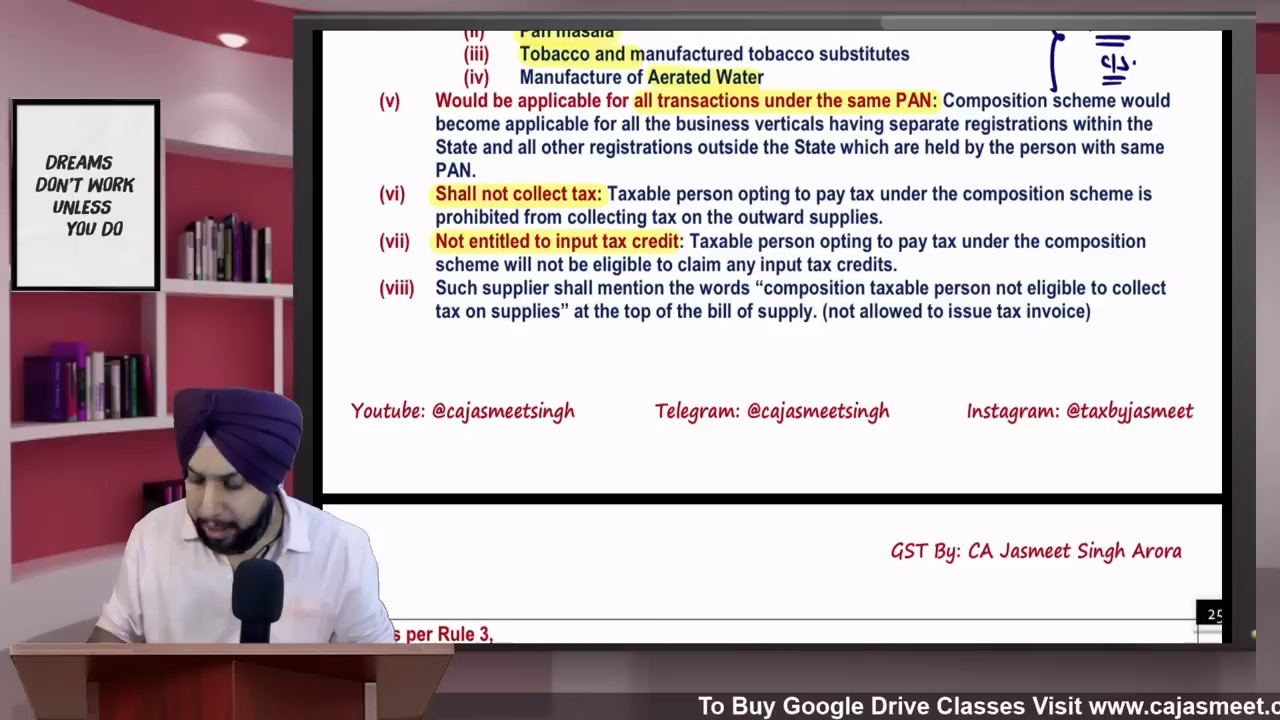 (ii) Pan masala
(iii) Tobacco and manufactured tobacco substitutes
(iv) Manufacture of Aerated Water
(v) Would be applicable for all transactions under the same PAN: Composition scheme would
become applicable for all the business verticals having separate registrations within the
State and all other registrations outside the State which are held by the person with same
PAN.
(vi) Shall not collect tax: Taxable person opting to pay tax under the composition scheme is
prohibited from collecting tax on the outward supplies.
(vii) Not entitled to input tax credit: Taxable person opting to pay tax under the composition
scheme will not be eligible to claim any input tax credits.
(viii) Such supplier shall mention the words “composition taxable person not eligible to collect
tax on supplies” at the top of the bill of supply. (not allowed to issue tax invoice)
DREAMS
DON'T WORK
UNLESS
YOU DO
Youtube: @cajasmeetsingh Telegram: @cajasmeetsingh Instagram: @taxbyjasmeet
GST By: CA Jasmeet Singh Arora
25
s per Rule 3,
To Buy Google Drive Classes Visit www.cajasmeet.c